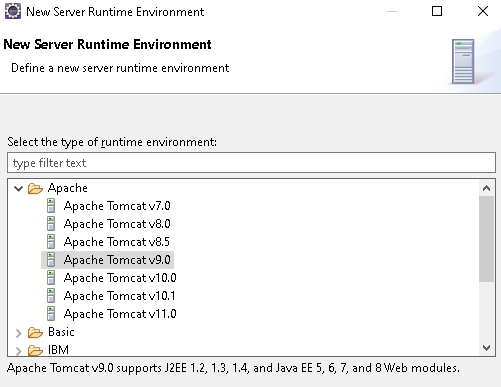 New Server Runtime Environment
New Server Runtime Environment
Define a new server runtime environment
Select the type of runtime environment:
type filter text
Apache
Apache Tomcat v7.0
Apache Tomcat v8.0
Apache Tomcat v8.5
Apache Tomcat v9.0
Apache Tomcat v10.0
Apache Tomcat v10.1
Apache Tomcat v11.0
Basic
IBM
Apache Tomcat v9.0 supports J2EE 1.2, 1.3, 1.4, and Java EE 5, 6, 7, and 8 Web modules.